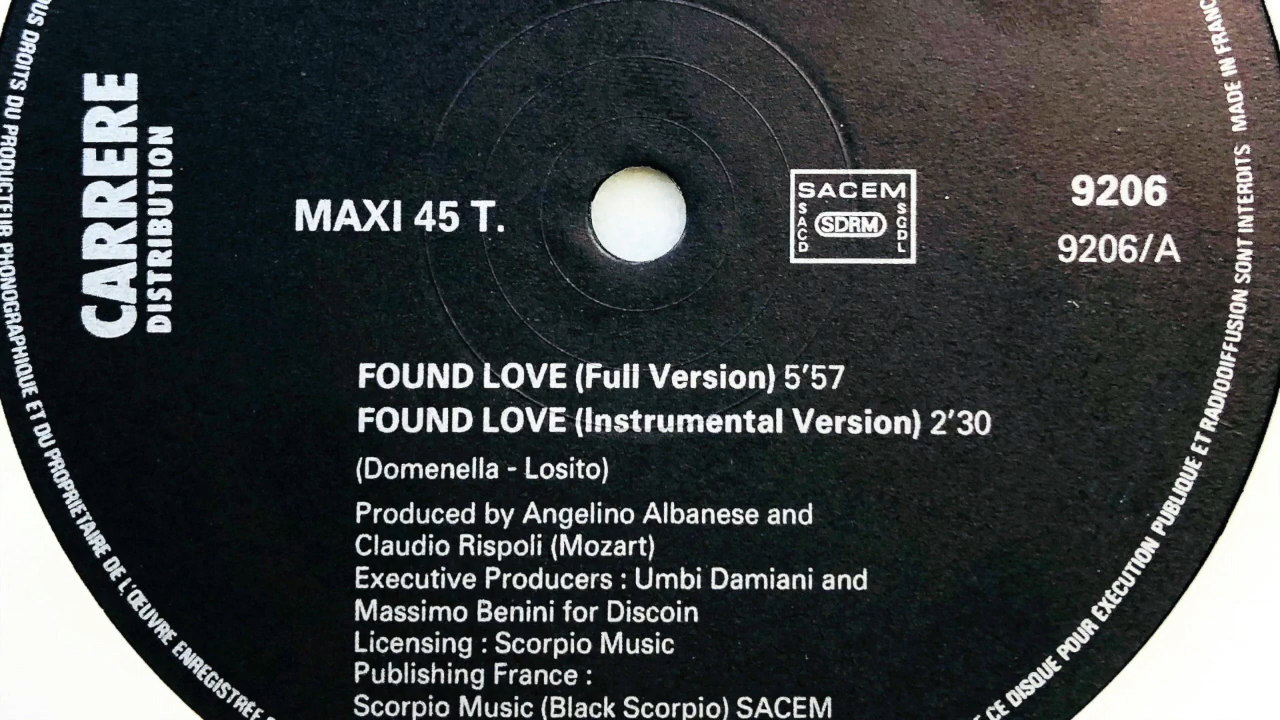 CARRERE
DISTRIBUTION
MAXI 45 T.
SACEM
SACD
SDRM
SGDL
9206
9206/A
FOUND LOVE (Full Version) 5'57
FOUND LOVE (Instrumental Version) 2'30
(Domenella - Losito)
Produced by Angelino Albanese and
Claudio Rispoli (Mozart)
Executive Producers : Umbi Damiani and
Massimo Benini for Discoin
Licensing : Scorpio Music
Publishing France :
Scorpio Music (Black Scorpio) SACEM
DROITS DU PRODUCTEUR PHONOGRAPHIQUE ET DU PROPRIETAIRE DE L'ŒUVRE ENREGISTRÉE
CE DISQUE POUR EXECUTION PUBLIQUE ET RADIODIFFUSION SONT INTERDITS MADE IN FRANC